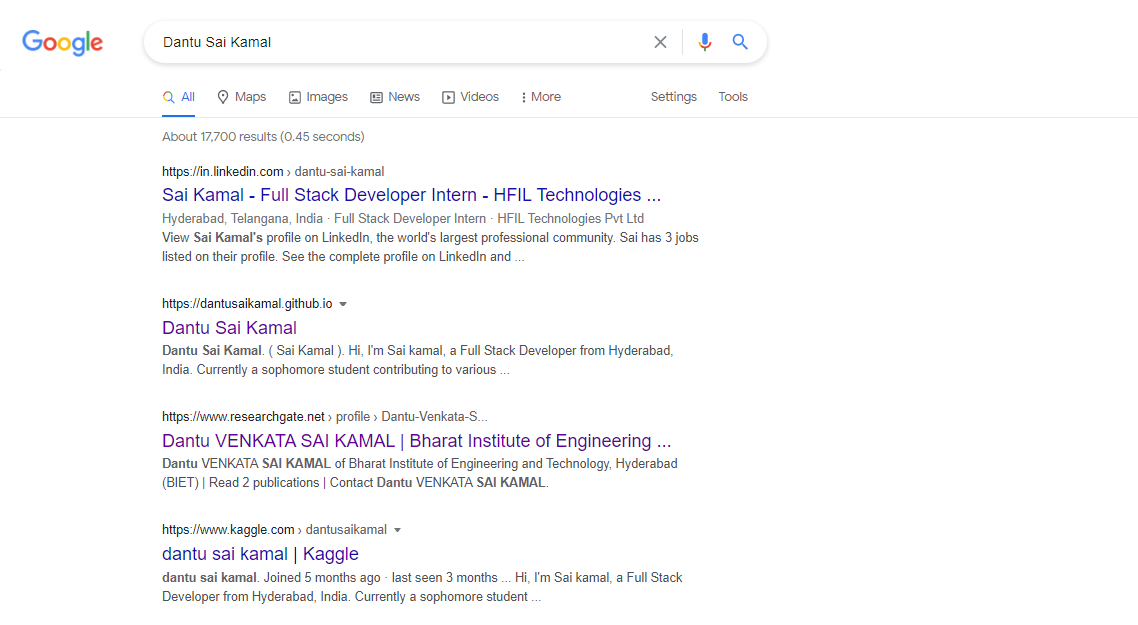 Google
Dantu Sai Kamal
All Maps Images News Videos More Settings Tools
About 17,700 results (0.45 seconds)
https://in.linkedin.com › dantu-sai-kamal
Sai Kamal - Full Stack Developer Intern - HFIL Technologies ...
Hyderabad, Telangana, India · Full Stack Developer Intern · HFIL Technologies Pvt Ltd
View Sai Kamal's profile on LinkedIn, the world's largest professional community. Sai has 3 jobs
listed on their profile. See the complete profile on LinkedIn and ...
https://dantusaikamal.github.io
Dantu Sai Kamal
Dantu Sai Kamal. ( Sai Kamal ). Hi, I'm Sai kamal, a Full Stack Developer from Hyderabad,
India. Currently a sophomore student contributing to various ...
https://www.researchgate.net › profile › Dantu-Venkata-S...
Dantu VENKATA SAI KAMAL | Bharat Institute of Engineering ...
Dantu VENKATA SAI KAMAL of Bharat Institute of Engineering and Technology, Hyderabad
(BIET) | Read 2 publications | Contact Dantu VENKATA SAI KAMAL.
https://www.kaggle.com › dantusaikamal
dantu sai kamal | Kaggle
dantu sai kamal. Joined 5 months ago · last seen 3 months ... Hi, I'm Sai kamal, a Full Stack
Developer from Hyderabad, India. Currently a sophomore student ...